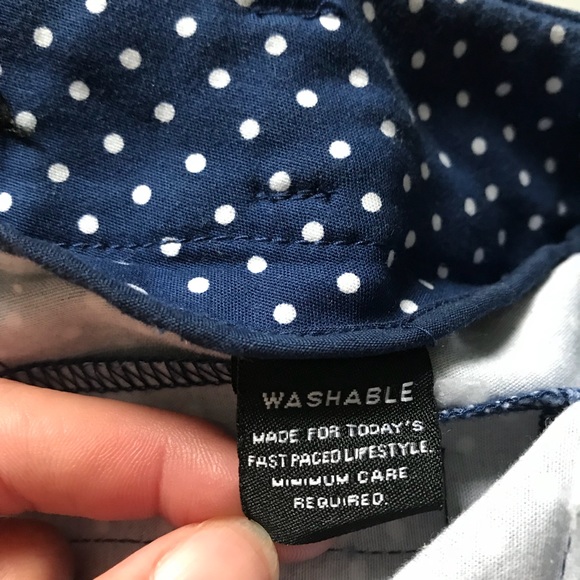 WASHABLE
MADE FOR TODAY'S
FAST PACED LIFESTYLE.
MINIMUM CARE
REQUIRED.